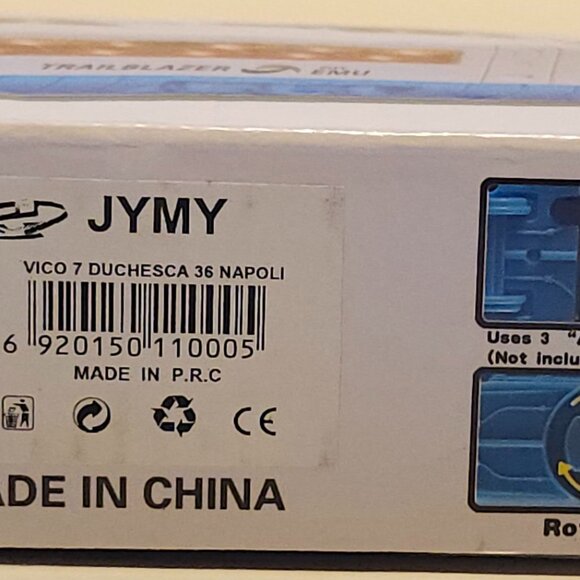 TRAILBLAZER
EMU
JYMY
VICO 7 DUCHESCA 36 NAPOLI
6 920150 110005
MADE IN P.R.C
CE
ADE IN CHINA
Uses 3
(Not inclu
Ro